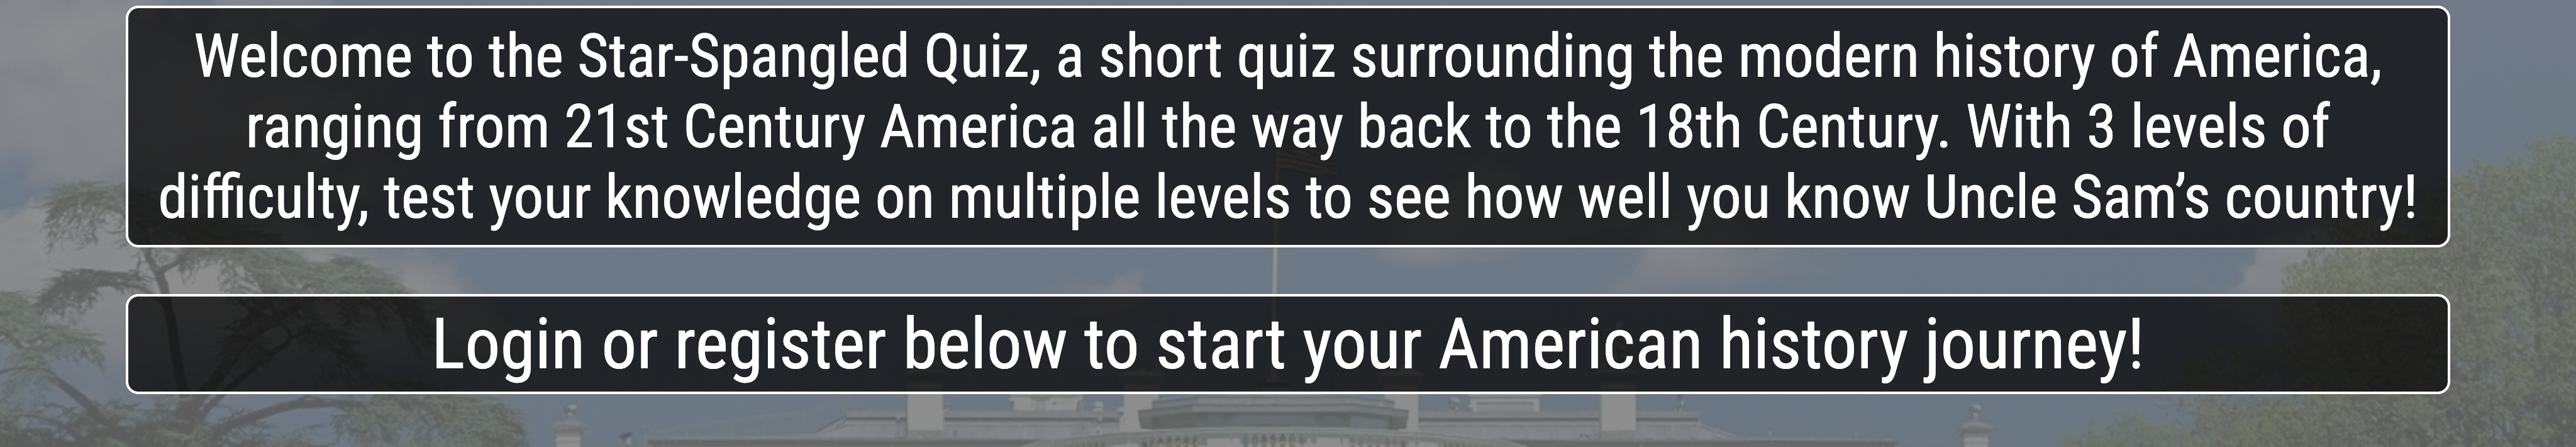 Welcome to the Star-Spangled Quiz, a short quiz surrounding the modern history of America,
ranging from 21st Century America all the way back to the 18th Century. With 3 levels of
difficulty, test your knowledge on multiple levels to see how well you know Uncle Sam’s country!
Login or register below to start your American history journey!